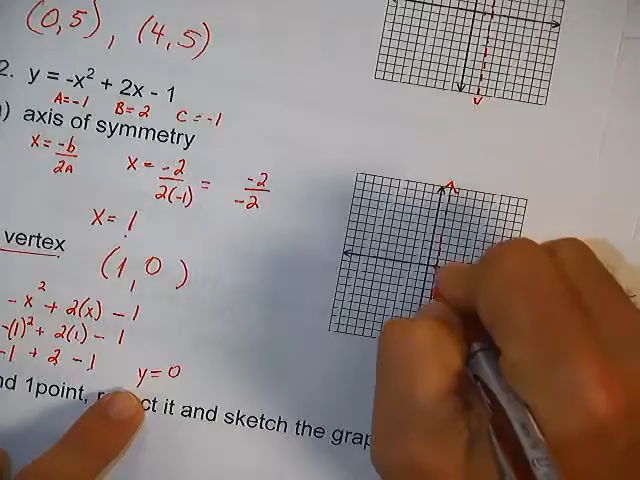 (0,5), (4,5)
2. y = -x² + 2x - 1
A=-1 B=2 C=-1
) axis of symmetry
x = -b/2A x = -2/2(-1) = -2/-2
x = 1
vertex (1, 0)
-x² + 2(x) - 1
-(1)² + 2(1) - 1
-1 + 2 - 1 y = 0
nd 1point, it and sketch the